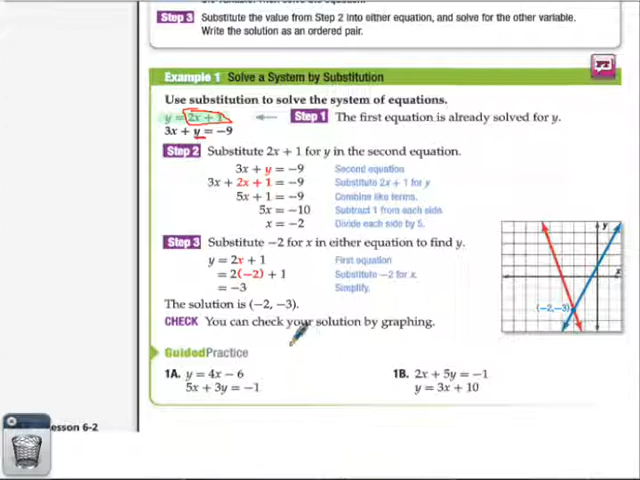 Step 3 Substitute the value from Step 2 into either equation, and solve for the other variable.
Write the solution as an ordered pair.
PT
Example 1 Solve a System by Substitution
Use substitution to solve the system of equations.
y = 2x + 1
3x + y = −9
Step 1 The first equation is already solved for y.
Step 2 Substitute 2x + 1 for y in the second equation.
3x + y = −9 Second equation
3x + 2x + 1 = −9 Substitute 2x + 1 for y
5x + 1 = −9 Combine like terms.
5x = −10 Subtract 1 from each side
x = −2 Divide each side by 5.
Step 3 Substitute −2 for x in either equation to find y.
y = 2x + 1 First equation
= 2(−2) + 1 Substitute −2 for x.
= −3 Simplify.
The solution is (−2, −3).
CHECK You can check your solution by graphing.
y
x
(−2, −3)
GuidedPractice
1A. y = 4x − 6
5x + 3y = −1
1B. 2x + 5y = −1
y = 3x + 10
esson 6-2